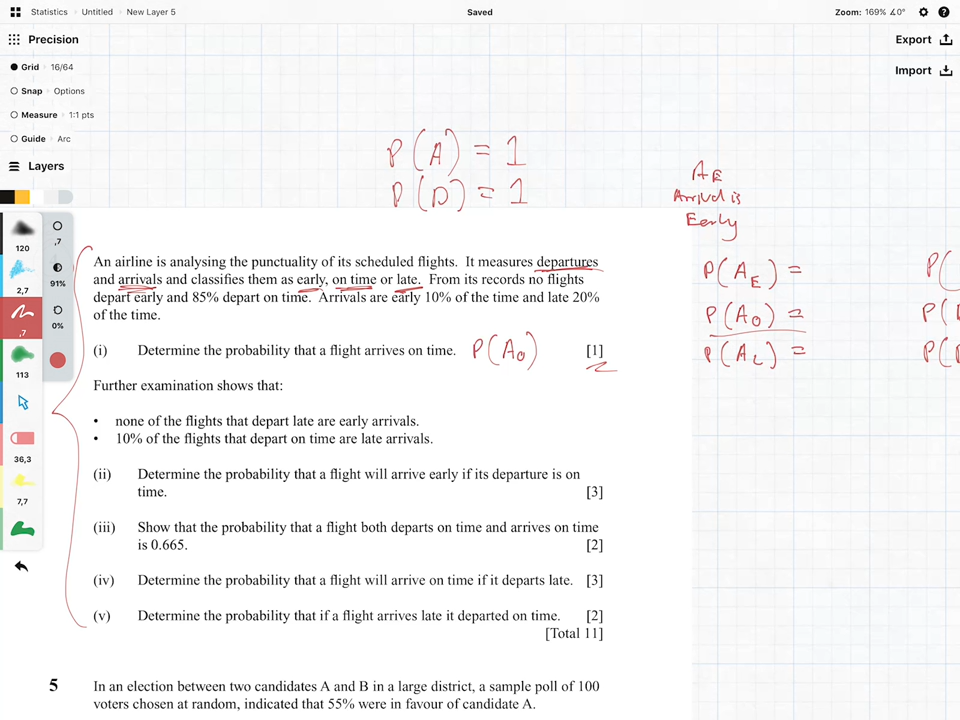 Statistics › Untitled › New Layer 5
Saved
Zoom: 169% ∡0°
Precision
Export
Grid › 16/64
Import
Snap › Options
Measure › 1:1 pts
Guide › Arc
Layers
P(A) = 1
P(D) = 1
AE
Arrival is
Early
120
,7
2,7
91%
,7
0%
113
36,3
7,7
P(AE) =
P(AO) =
P(AL) =
P(
P(
P(
An airline is analysing the punctuality of its scheduled flights. It measures departures
and arrivals and classifies them as early, on time or late. From its records no flights
depart early and 85% depart on time. Arrivals are early 10% of the time and late 20%
of the time.
(i) Determine the probability that a flight arrives on time. P(AO) [1]
Further examination shows that:
• none of the flights that depart late are early arrivals.
• 10% of the flights that depart on time are late arrivals.
(ii) Determine the probability that a flight will arrive early if its departure is on
time. [3]
(iii) Show that the probability that a flight both departs on time and arrives on time
is 0.665. [2]
(iv) Determine the probability that a flight will arrive on time if it departs late. [3]
(v) Determine the probability that if a flight arrives late it departed on time. [2]
[Total 11]
5 In an election between two candidates A and B in a large district, a sample poll of 100
voters chosen at random, indicated that 55% were in favour of candidate A.